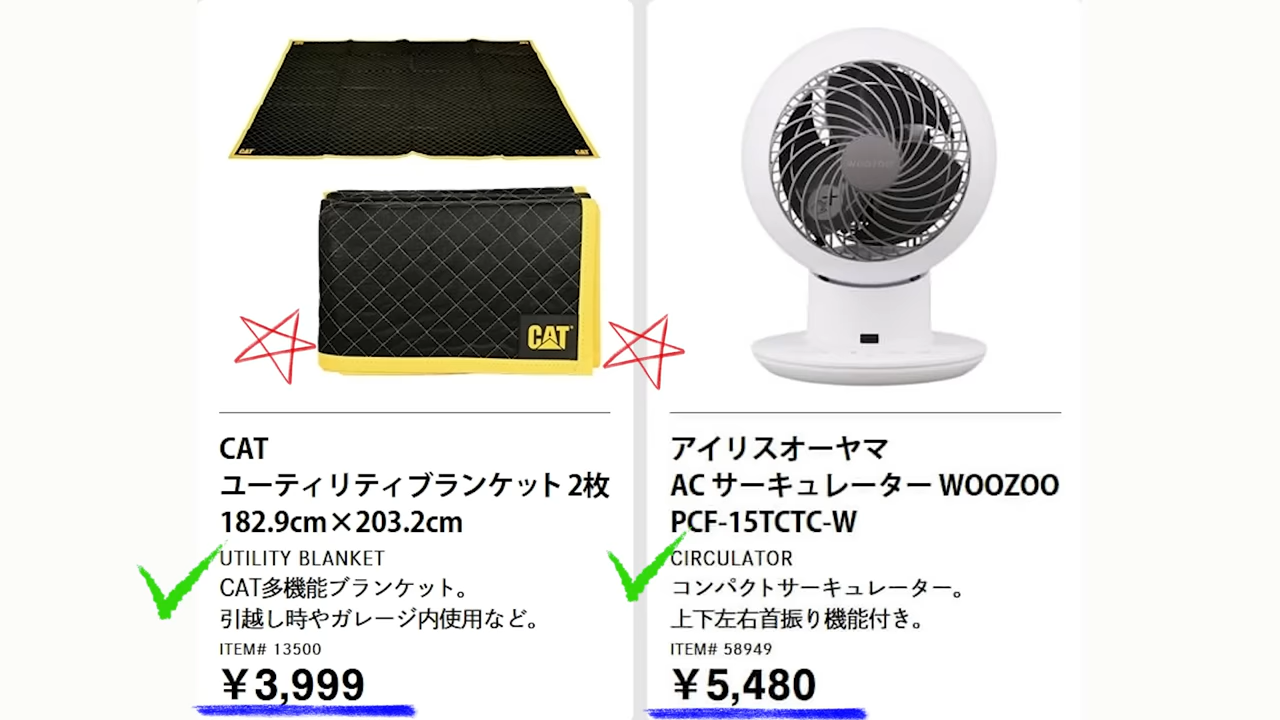 CAT
CAT
CAT
CAT
ユーティリティブランケット 2枚
182.9cm×203.2cm
UTILITY BLANKET
CAT多機能ブランケット。
引越し時やガレージ内使用など。
ITEM# 13500
￥3,999
WOOZOO
アイリスオーヤマ
AC サーキュレーター WOOZOO
PCF-15TCTC-W
CIRCULATOR
コンパクトサーキュレーター。
上下左右首振り機能付き。
ITEM# 58949
￥5,480